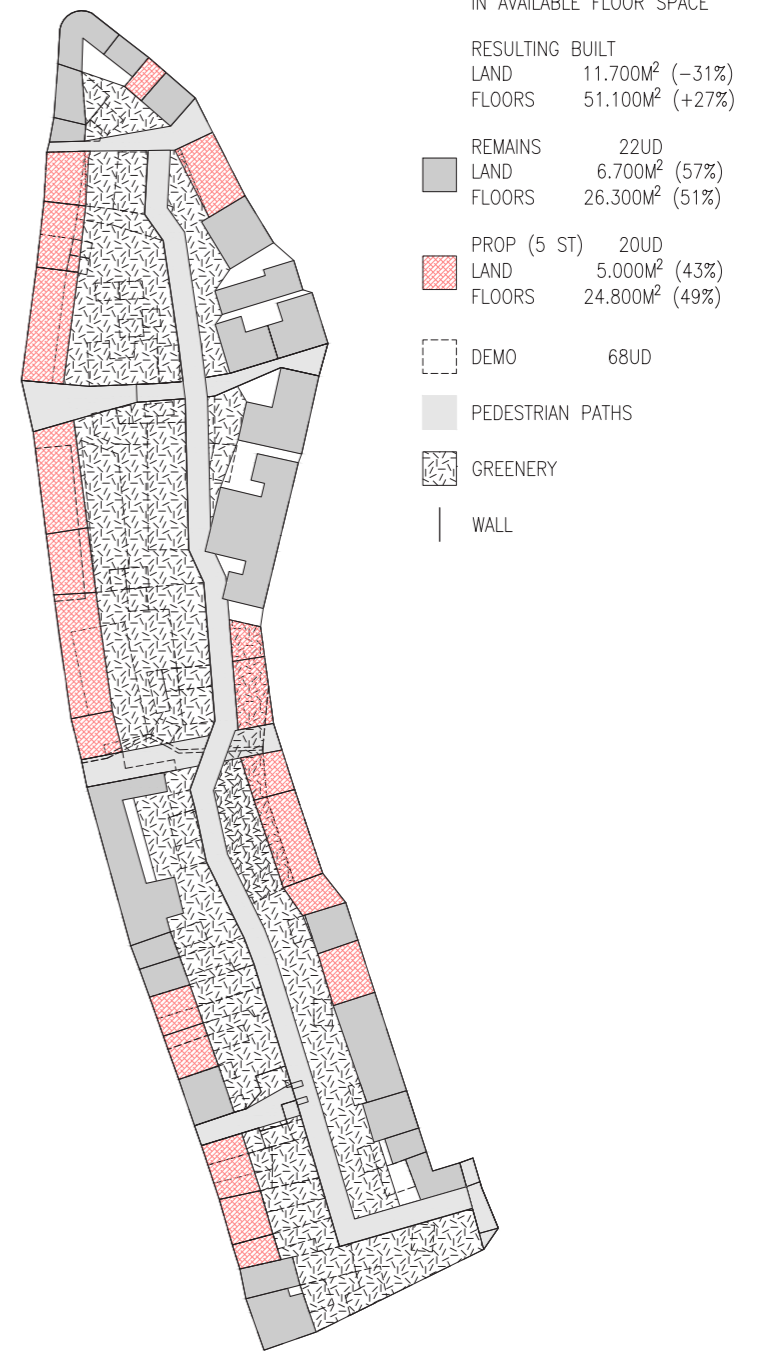 IN AVAILABLE FLOOR SPACE
RESULTING BUILT
LAND 11.700M² (−31%)
FLOORS 51.100M² (+27%)
REMAINS 22UD
LAND 6.700M² (57%)
FLOORS 26.300M² (51%)
PROP (5 ST) 20UD
LAND 5.000M² (43%)
FLOORS 24.800M² (49%)
DEMO 68UD
PEDESTRIAN PATHS
GREENERY
WALL